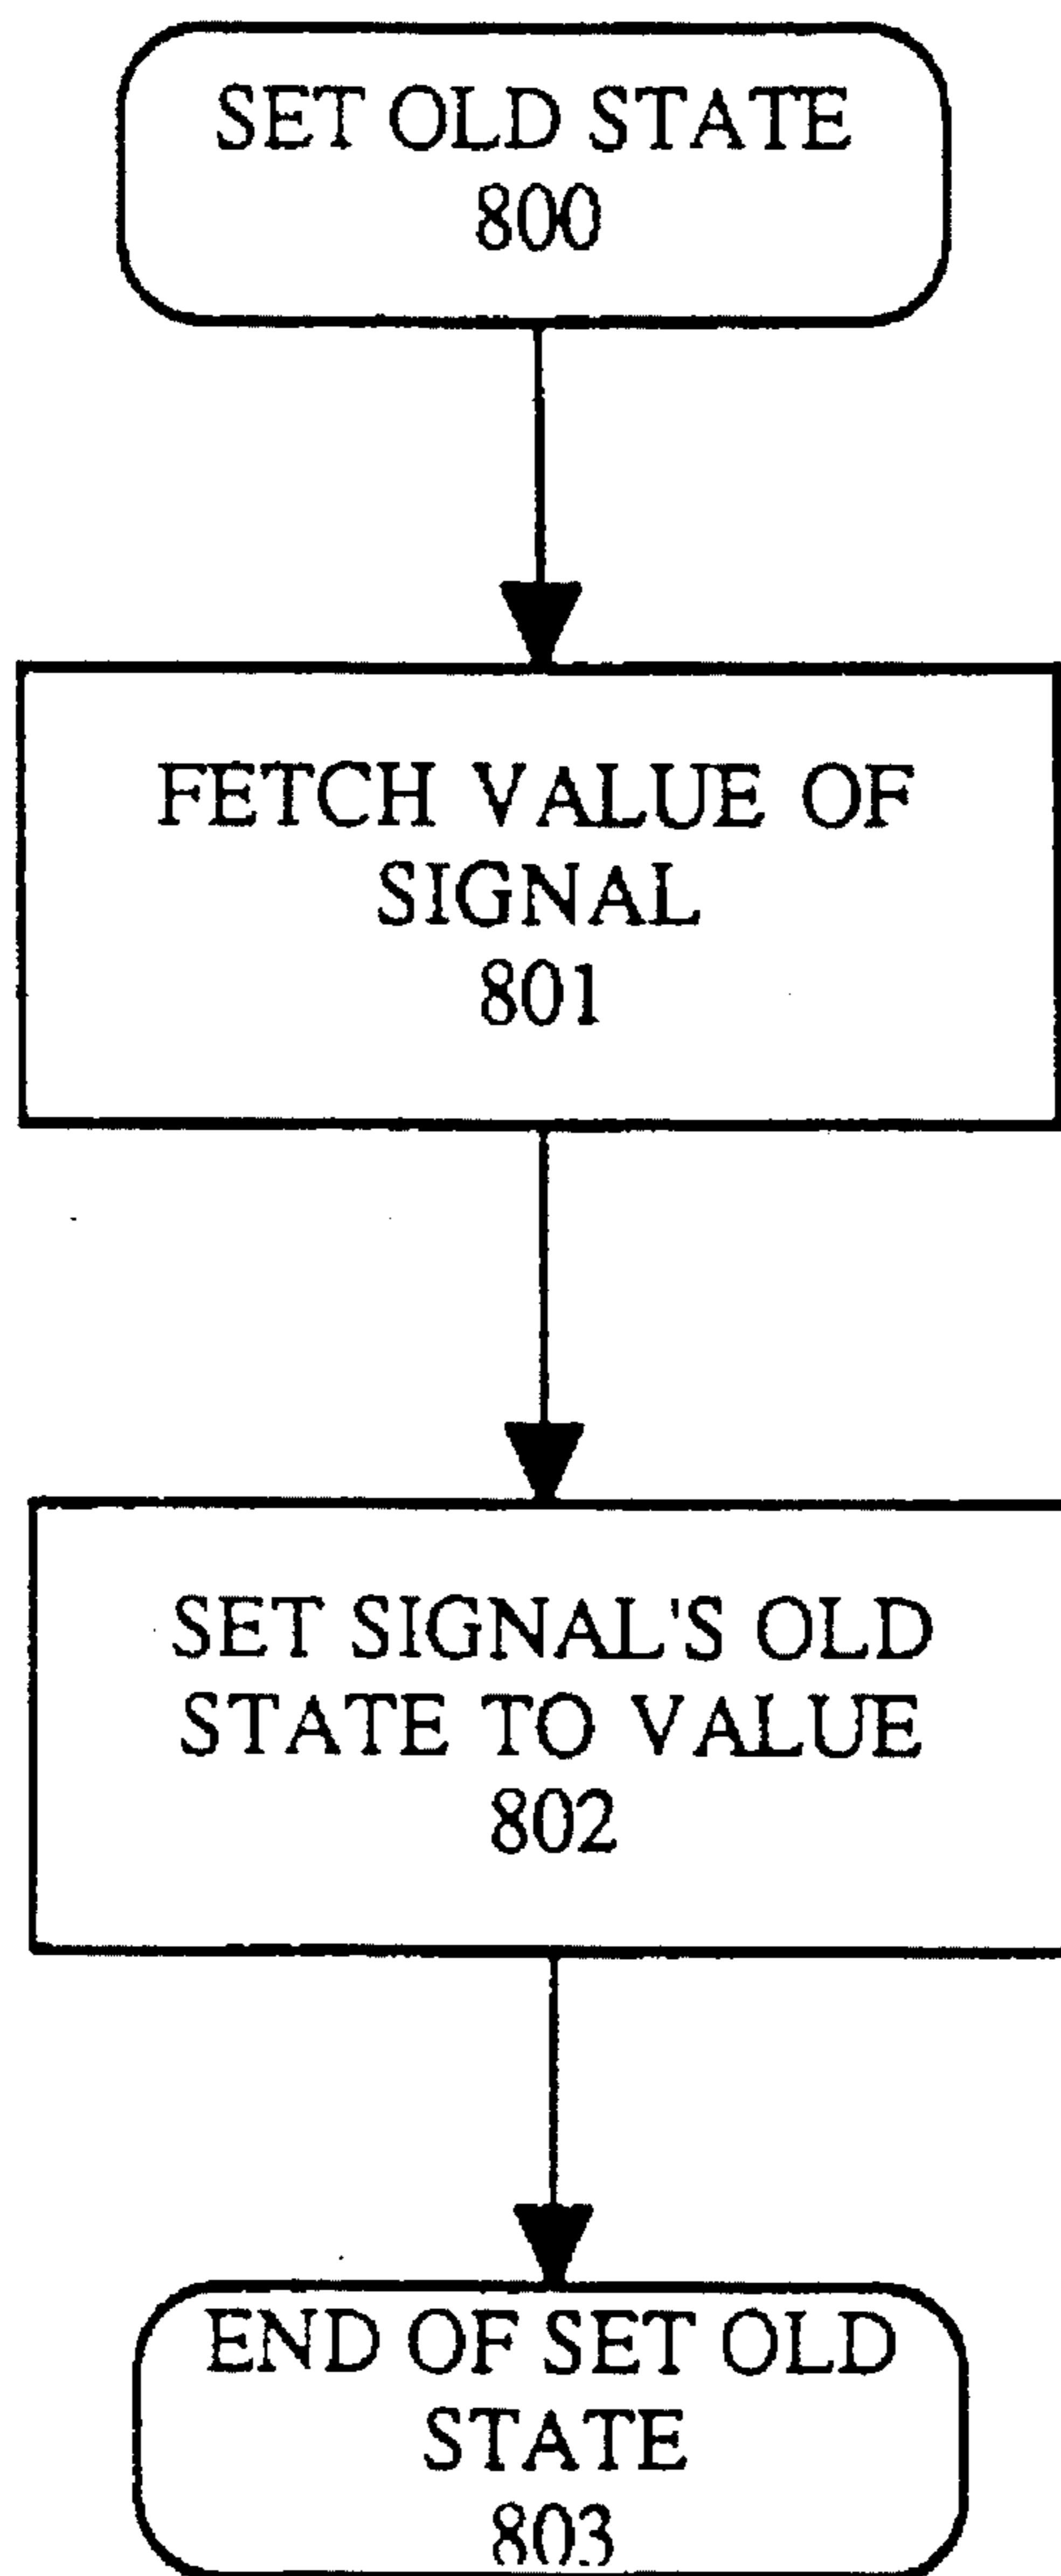 SET OLD STATE
800
FETCH VALUE OF
SIGNAL
801
SET SIGNAL'S OLD
STATE TO VALUE
802
END OF SET OLD
STATE
803